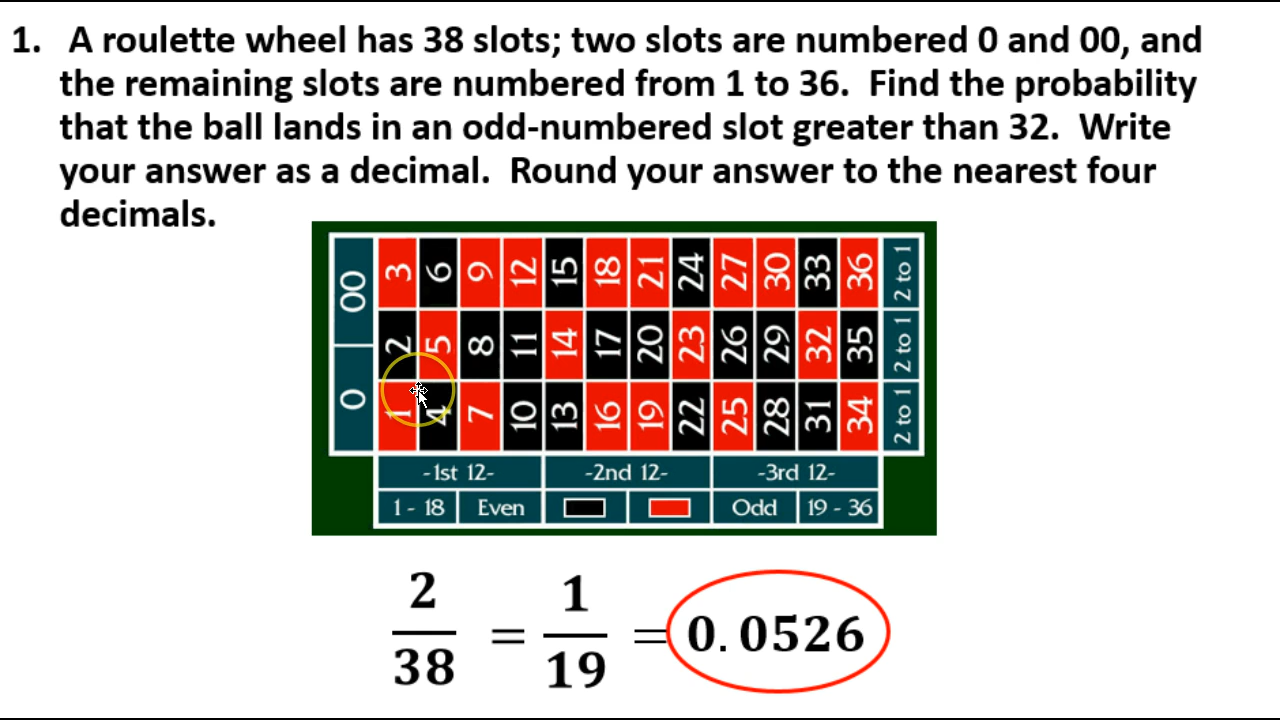 1. A roulette wheel has 38 slots; two slots are numbered 0 and 00, and
the remaining slots are numbered from 1 to 36. Find the probability
that the ball lands in an odd-numbered slot greater than 32. Write
your answer as a decimal. Round your answer to the nearest four
decimals.
00 3 6 9 12 15 18 21 24 27 30 33 36 2 to 1
2 5 8 11 14 17 20 23 26 29 32 35 2 to 1
0 1 4 7 10 13 16 19 22 25 28 31 34 2 to 1
-1st 12- -2nd 12- -3rd 12-
1 - 18 Even Odd 19 - 36
2/38 = 1/19 = 0.0526